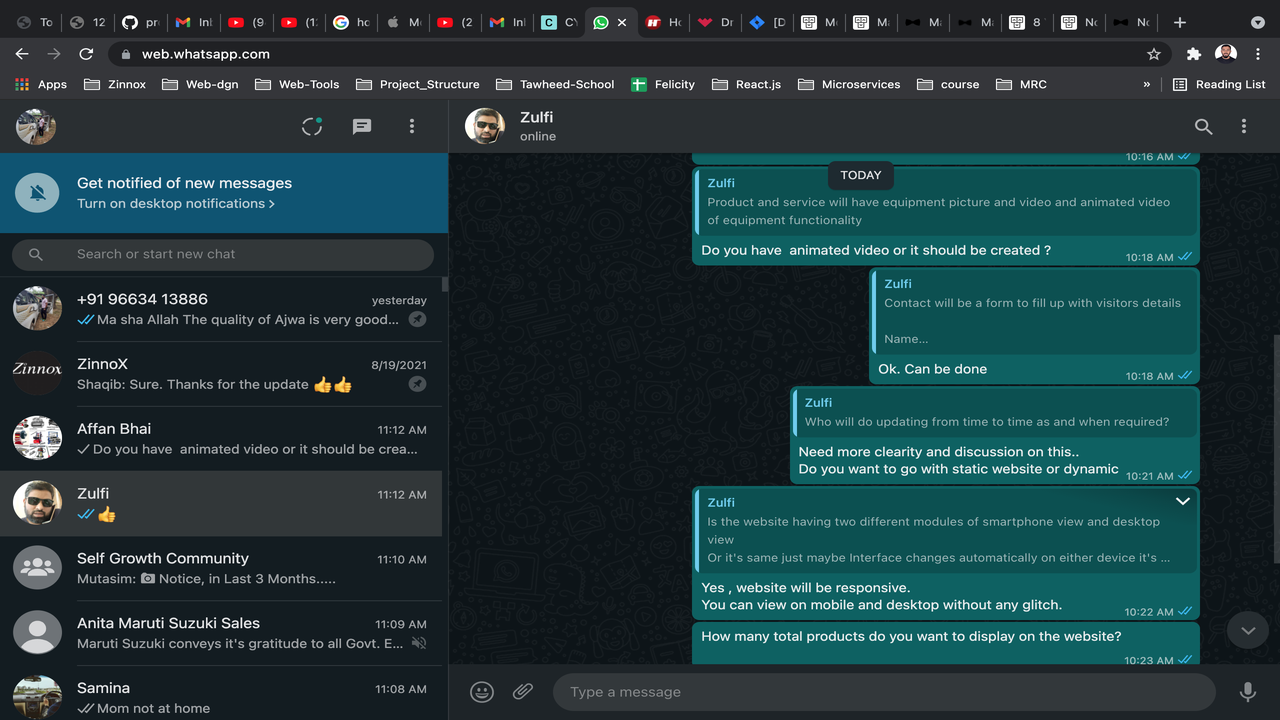 To
12
pr
Inl
(9
(1:
ho
M
(2
Inl
C
CV
H
Ho
Dr
[D
M
M
Ma
Ma
8
No
No
web.whatsapp.com
Apps
Zinnox
Web-dgn
Web-Tools
Project_Structure
Tawheed-School
Felicity
React.js
Microservices
course
MRC
»
Reading List
Zulfi
online
Get notified of new messages
Turn on desktop notifications >
Search or start new chat
+91 96634 13886
yesterday
Ma sha Allah The quality of Ajwa is very good...
Zinnox
ZinnoX
8/19/2021
Shaqib: Sure. Thanks for the update 👍👍
Affan Bhai
11:12 AM
Do you have  animated video or it should be crea...
Zulfi
11:12 AM
👍
Self Growth Community
11:10 AM
Mutasim: 📷 Notice, in Last 3 Months.....
Anita Maruti Suzuki Sales
11:09 AM
Maruti Suzuki conveys it's gratitude to all Govt. E...
Samina
11:08 AM
Mom not at home
10:16 AM
TODAY
Zulfi
Product and service will have equipment picture and video and animated video
of equipment functionality
Do you have  animated video or it should be created ?
10:18 AM
Zulfi
Contact will be a form to fill up with visitors details
Name...
Ok. Can be done
10:18 AM
Zulfi
Who will do updating from time to time as and when required?
Need more clearity and discussion on this..
Do you want to go with static website or dynamic
10:21 AM
Zulfi
Is the website having two different modules of smartphone view and desktop
view
Or it's same just maybe Interface changes automatically on either device it's ...
Yes , website will be responsive.
You can view on mobile and desktop without any glitch.
10:22 AM
How many total products do you want to display on the website?
10:23 AM
Type a message